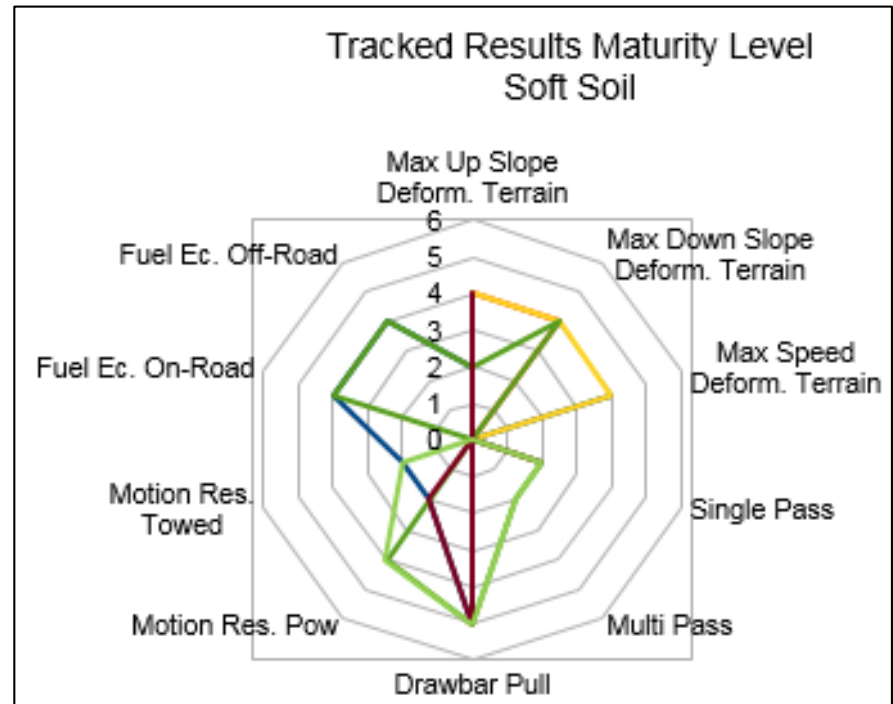 Tracked Results Maturity Level
Soft Soil
Max Up Slope
Deform. Terrain
6
Max Down Slope
Deform. Terrain
Fuel Ec. Off-Road
5
4
3
Max Speed
Deform. Terrain
Fuel Ec. On-Road
2
1
0
Motion Res.
Towed
Single Pass
Motion Res. Pow
Multi Pass
Drawbar Pull